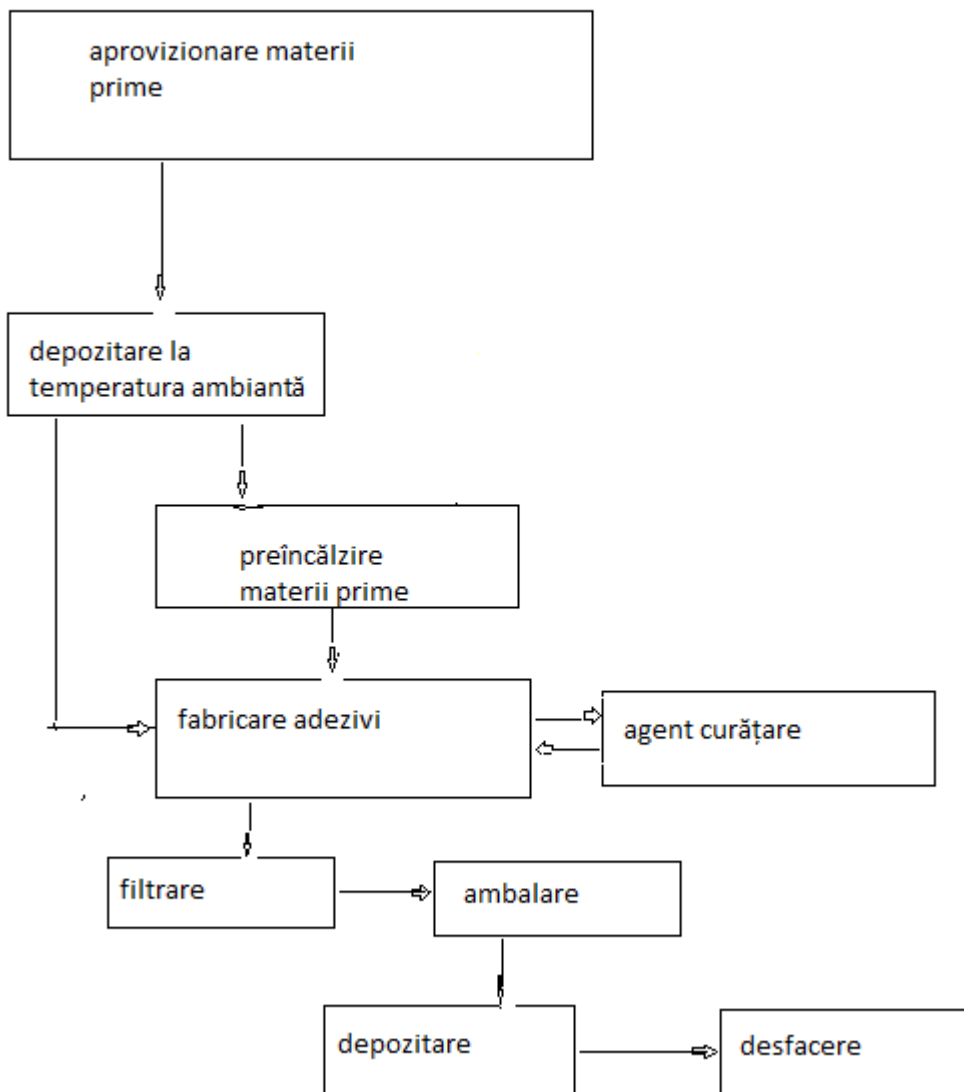 aprovizionare materii
prime
depozitare la
temperatura ambiantă
preîncălzire
materii prime
fabricare adezivi
agent curățare
filtrare
ambalare
depozitare
desfacere